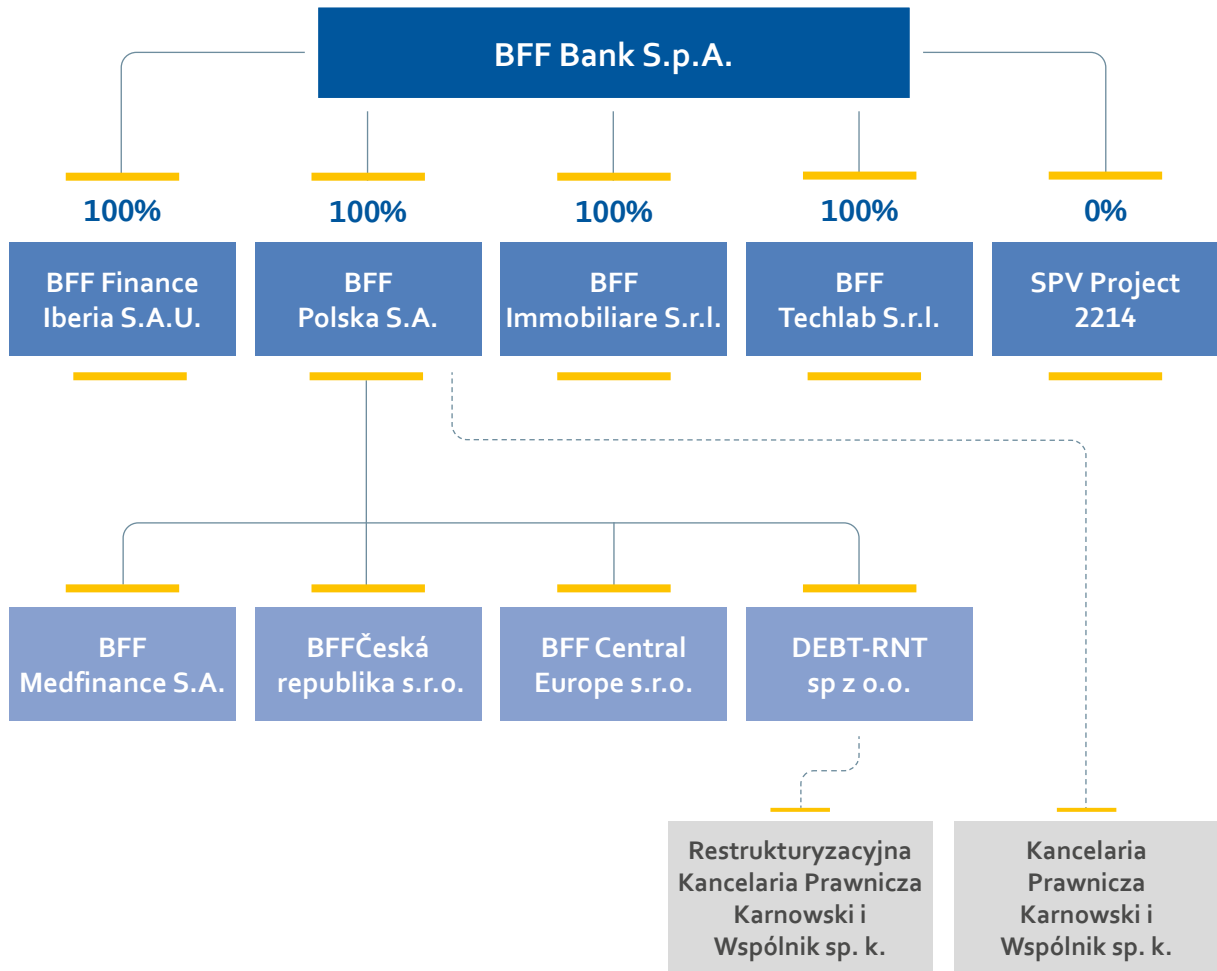 BFF Bank S.p.A.
100%
100%
100%
100%
0%
BFF Finance
Iberia S.A.U.
BFF
Polska S.A.
BFF
Immobiliare S.r.l.
BFF
Techlab S.r.l.
SPV Project
2214
BFF
Medfinance S.A.
BFFČeská
republika s.r.o.
BFF Central
Europe s.r.o.
DEBT-RNT
sp z o.o.
Restrukturyzacyjna
Kancelaria Prawnicza
Karnowski i
Wspólnik sp. k.
Kancelaria
Prawnicza
Karnowski i
Wspólnik sp. k.